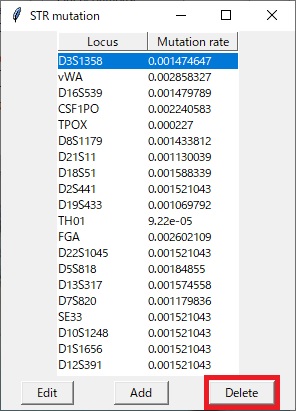 STR mutation
Locus Mutation rate
D3S1358 0.001474647
vWA 0.002858327
D16S539 0.001479789
CSF1PO 0.002240583
TPOX 0.000227
D8S1179 0.001433812
D21S11 0.001130039
D18S51 0.001588339
D2S441 0.001521043
D19S433 0.001069792
TH01 9.22e-05
FGA 0.002602109
D22S1045 0.001521043
D5S818 0.00184855
D13S317 0.001574558
D7S820 0.001179836
SE33 0.001521043
D10S1248 0.001521043
D1S1656 0.001521043
D12S391 0.001521043
Edit Add Delete